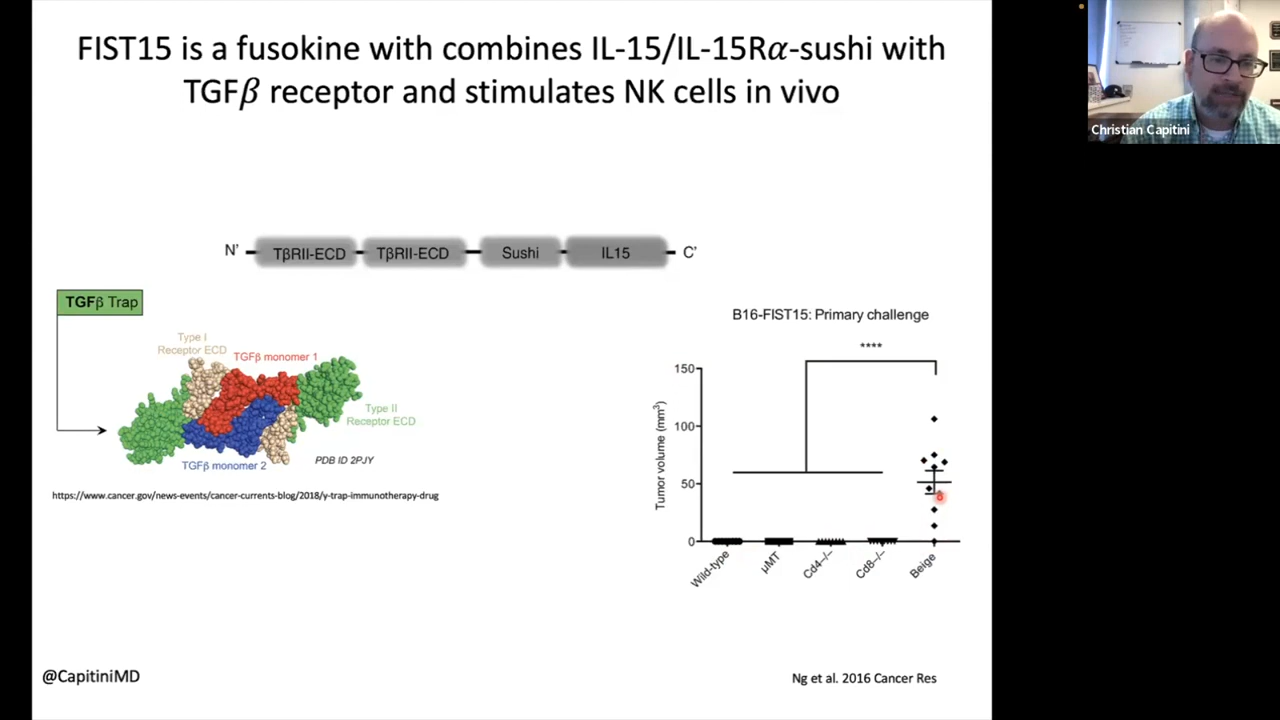 FIST15 is a fusokine with combines IL-15/IL-15Rα-sushi with
TGFβ receptor and stimulates NK cells in vivo
Christian Capitini
N' TβRII-ECD TβRII-ECD Sushi IL15 C'
TGFβ Trap
Type I
Receptor ECD
TGFβ monomer 1
Type II
Receptor ECD
TGFβ monomer 2
PDB ID 2PJY
https://www.cancer.gov/news-events/cancer-currents-blog/2018/y-trap-immunotherapy-drug
B16-FIST15: Primary challenge
****
150
100
50
0
Tumor volume (mm³)
Wild-type
μMT
Cd4–/–
Cd8–/–
Beige
@CapitiniMD
Ng et al. 2016 Cancer Res